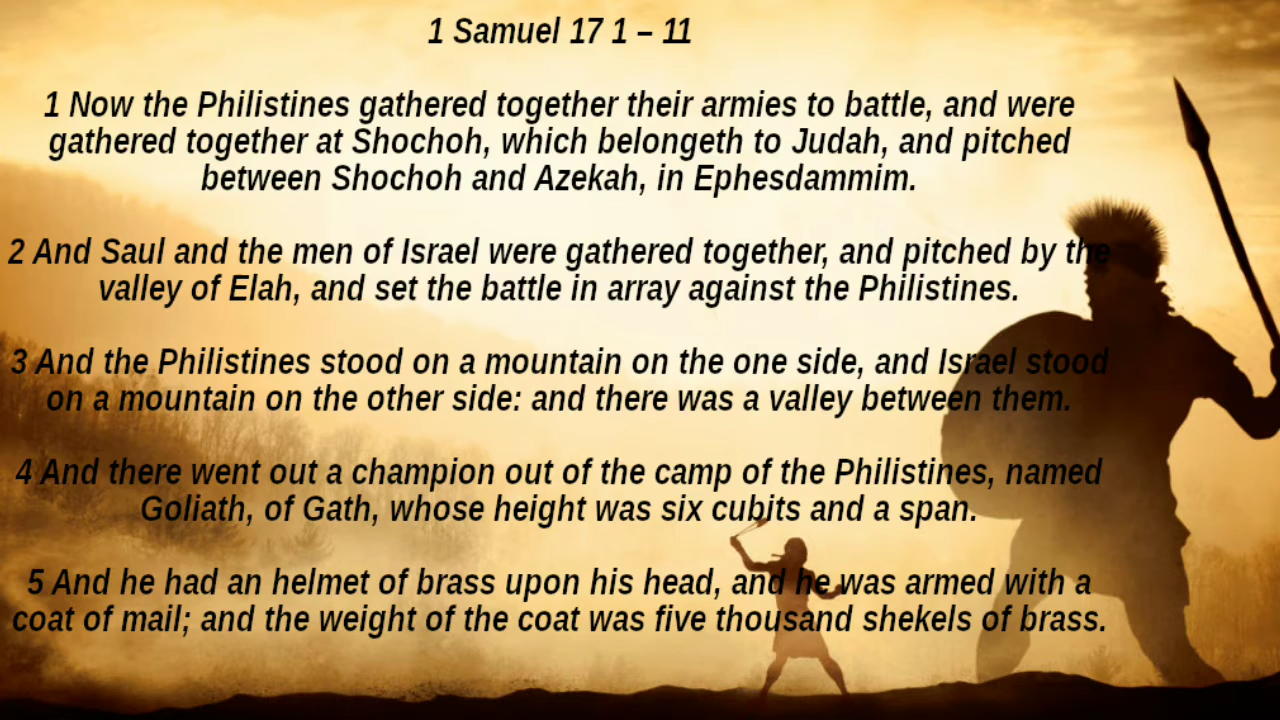 1 Samuel 17 1 – 11
1 Now the Philistines gathered together their armies to battle, and were
gathered together at Shochoh, which belongeth to Judah, and pitched
between Shochoh and Azekah, in Ephesdammim.
2 And Saul and the men of Israel were gathered together, and pitched by the
valley of Elah, and set the battle in array against the Philistines.
3 And the Philistines stood on a mountain on the one side, and Israel stood
on a mountain on the other side: and there was a valley between them.
4 And there went out a champion out of the camp of the Philistines, named
Goliath, of Gath, whose height was six cubits and a span.
5 And he had an helmet of brass upon his head, and he was armed with a
coat of mail; and the weight of the coat was five thousand shekels of brass.